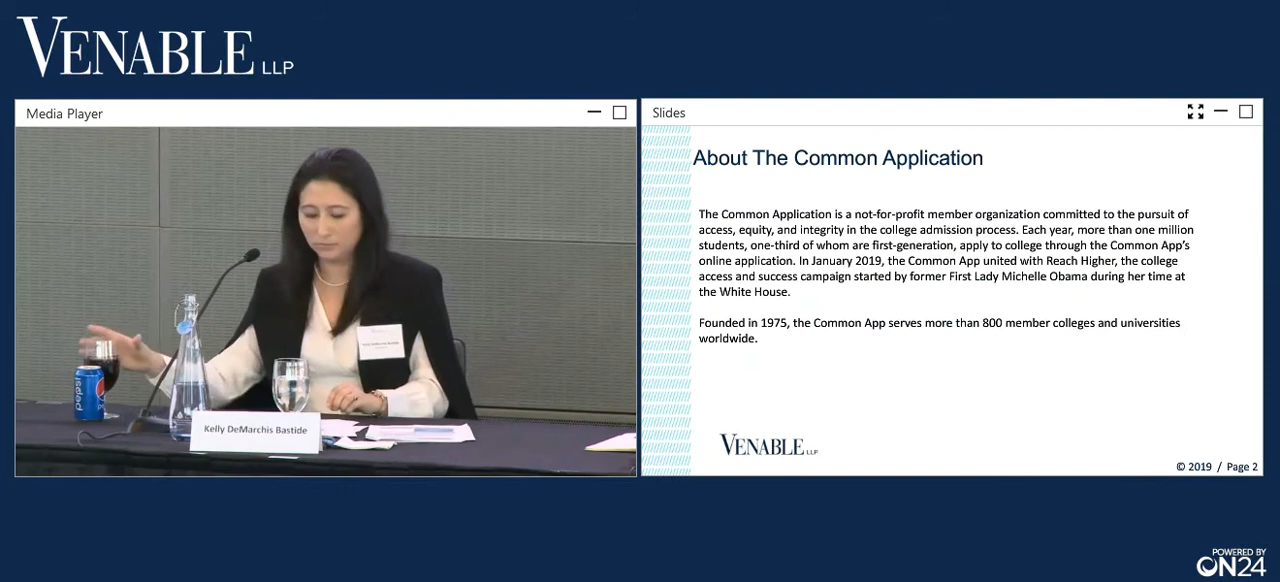 VENABLE LLP
Media Player
pepsi
Kelly DeMarchis Bastide
Slides
About The Common Application
The Common Application is a not-for-profit member organization committed to the pursuit of
access, equity, and integrity in the college admission process. Each year, more than one million
students, one-third of whom are first-generation, apply to college through the Common App's
online application. In January 2019, the Common App united with Reach Higher, the college
access and success campaign started by former First Lady Michelle Obama during her time at
the White House.
Founded in 1975, the Common App serves more than 800 member colleges and universities
worldwide.
VENABLE LLP
© 2019 / Page 2
POWERED BY
ON24